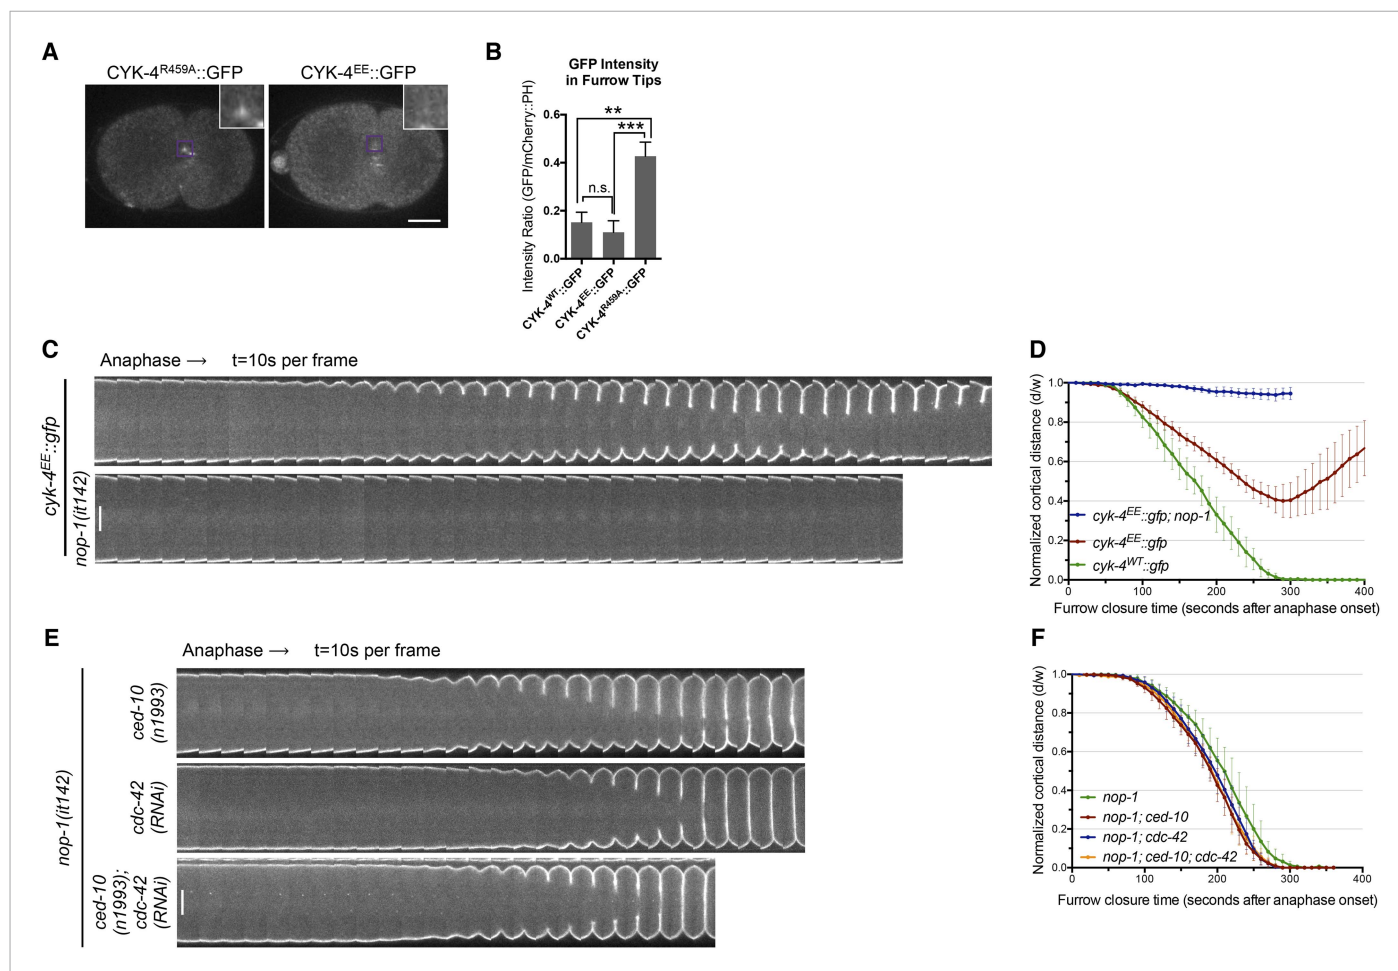 A
CYK-4R459A::GFP
CYK-4EE::GFP
B
GFP Intensity
in Furrow Tips
Intensity Ratio (GFP/mCherry::PH)
0.6
0.4
0.2
0.0
**
***
n.s.
CYK-4WT::GFP
CYK-4EE::GFP
CYK-4R459A::GFP
C
Anaphase → t=10s per frame
cyk-4EE::gfp
nop-1(it142)
D
Normalized cortical distance (d/w)
1.0
0.8
0.6
0.4
0.2
0.0
cyk-4EE::gfp; nop-1
cyk-4EE::gfp
cyk-4WT::gfp
0 100 200 300 400
Furrow closure time (seconds after anaphase onset)
E
Anaphase → t=10s per frame
nop-1(it142)
ced-10
(n1993)
cdc-42
(RNAi)
ced-10
(n1993);
cdc-42
(RNAi)
F
Normalized cortical distance (d/w)
1.0
0.8
0.6
0.4
0.2
0.0
nop-1
nop-1; ced-10
nop-1; cdc-42
nop-1; ced-10; cdc-42
0 100 200 300 400
Furrow closure time (seconds after anaphase onset)